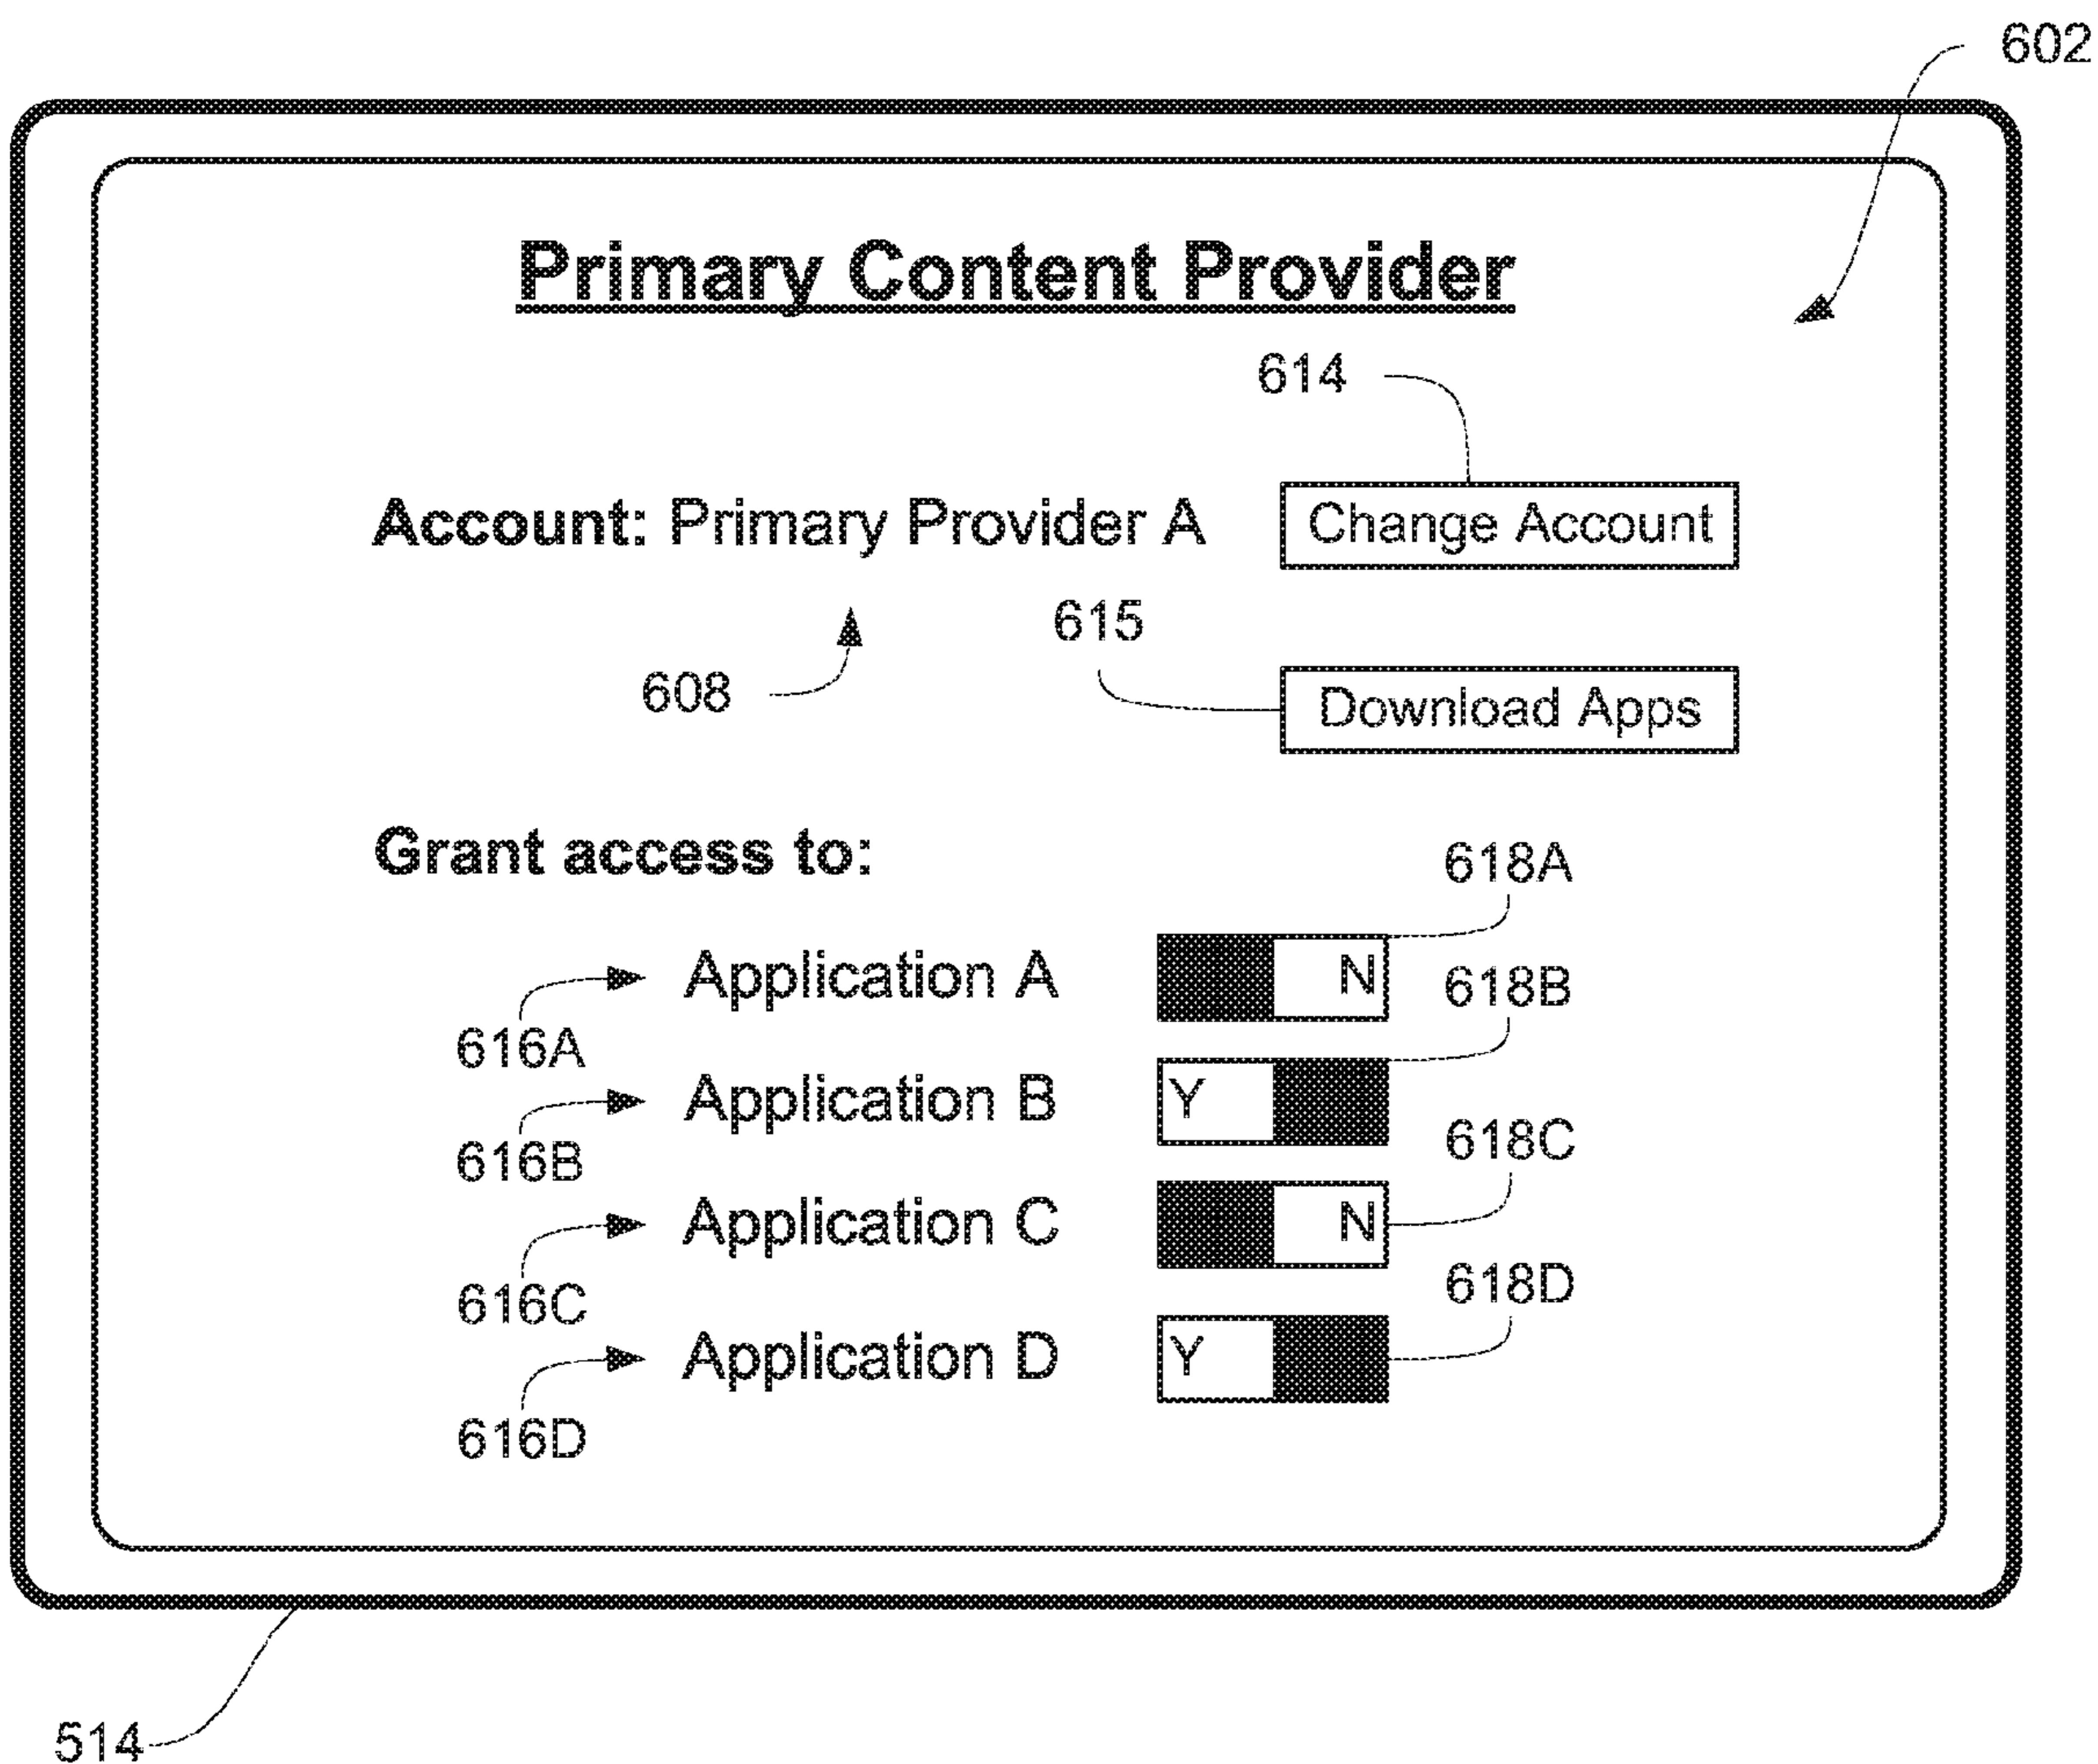 602
Primary Content Provider
614
Account: Primary Provider A
Change Account
615
608
Download Apps
Grant access to:
618A
Application A
N
616A
618B
Application B
Y
616B
618C
Application C
N
616C
618D
Application D
Y
616D
514